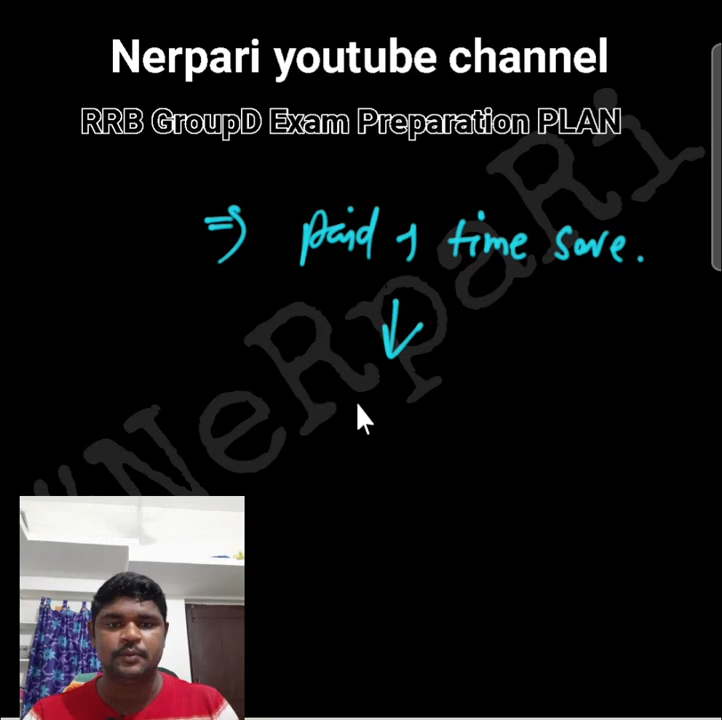 Nerpari youtube channel
RRB GroupD Exam Preparation PLAN
⇒ paid & time save.
↓
"NeRpaRi